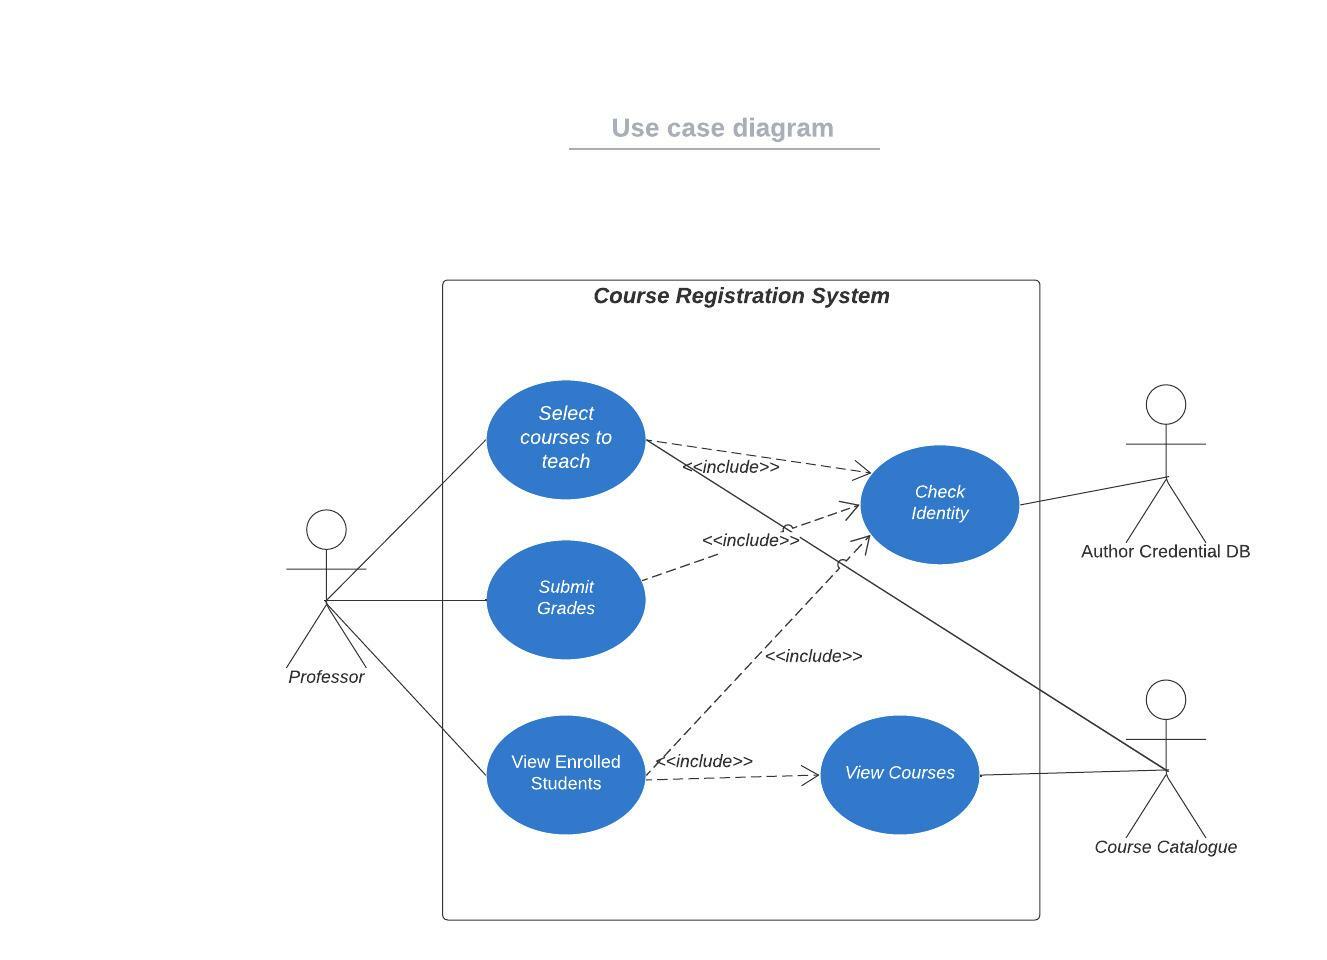 Use case diagram
Course Registration System
Select
courses to
teach
<<include>>
Check
Identity
<<include>>
Author Credential DB
Submit
Grades
Professor
<<include>>
View Enrolled
Students
<<include>>
View Courses
Course Catalogue